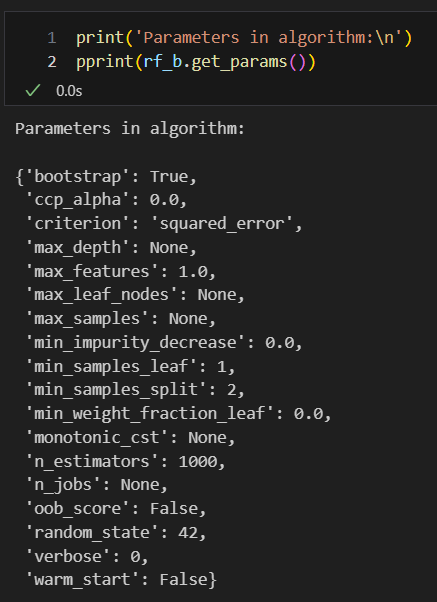 1 print('Parameters in algorithm:\n')
2 pprint(rf_b.get_params())
0.0s
Parameters in algorithm:
{'bootstrap': True,
'ccp_alpha': 0.0,
'criterion': 'squared_error',
'max_depth': None,
'max_features': 1.0,
'max_leaf_nodes': None,
'max_samples': None,
'min_impurity_decrease': 0.0,
'min_samples_leaf': 1,
'min_samples_split': 2,
'min_weight_fraction_leaf': 0.0,
'monotonic_cst': None,
'n_estimators': 1000,
'n_jobs': None,
'oob_score': False,
'random_state': 42,
'verbose': 0,
'warm_start': False}